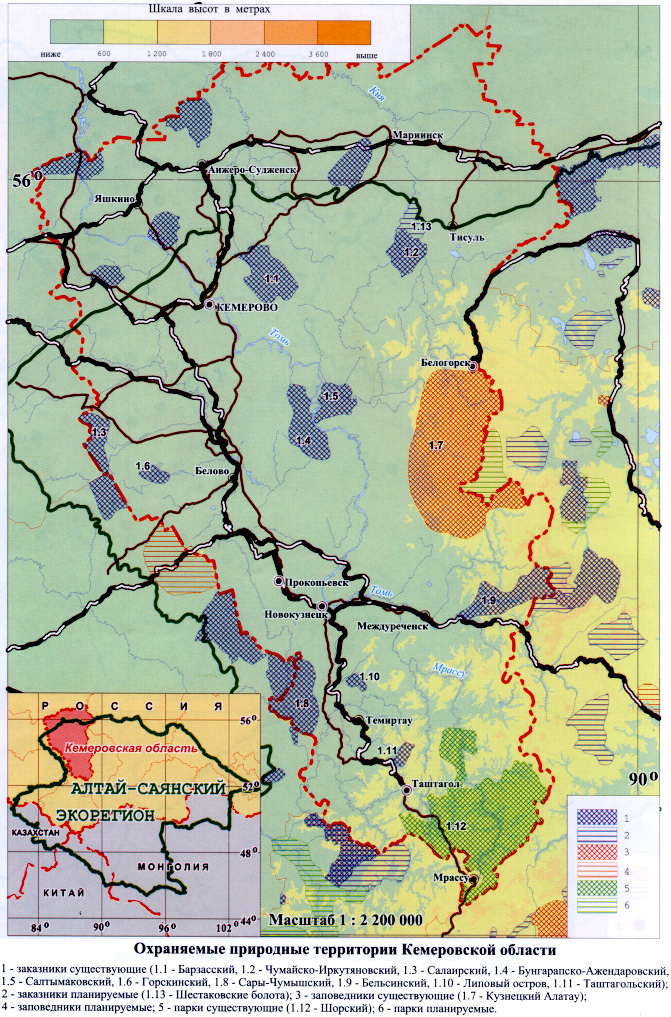 Шкала высот в метрах
ниже 600 1 200 1 800 2 400 3 600 выше
Кия
Мариинск
56°
Анжеро-Судженск
Яшкино
1.13
Тисуль
1.2
1.1
КЕМЕРОВО
Томь
Белогорск
1.5
1.3
1.4
1.7
1.6
Белово
Прокопьевск
Томь
1.9
Новокузнецк
Междуреченск
Мрассу
1.10
1.8
Темиртау
1.11
Таштагол
90°
1.12
Мрассу
РОССИЯ
56°
Кемеровская область
АЛТАЙ-САЯНСКИЙ
52°
ЭКОРЕГИОН
КАЗАХСТАН
48°
МОНГОЛИЯ
КИТАЙ
44°
84° 90° 96° 102°
1
2
3
4
5
6
Масштаб 1 : 2 200 000
Охраняемые природные территории Кемеровской области
1 - заказники существующие (1.1 - Барзасский, 1.2 - Чумайско-Иркутяновский, 1.3 - Салаирский, 1.4 - Бунгарапско-Ажендаровский,
1.5 - Салтымаковский, 1.6 - Горскинский, 1.8 - Сары-Чумышский, 1.9 - Бельсинский, 1.10 - Липовый остров, 1.11 - Таштагольский);
2 - заказники планируемые (1.13 - Шестаковские болота); 3 - заповедники существующие (1.7 - Кузнецкий Алатау);
4 - заповедники планируемые; 5 - парки существующие (1.12 - Шорский); 6 - парки планируемые.